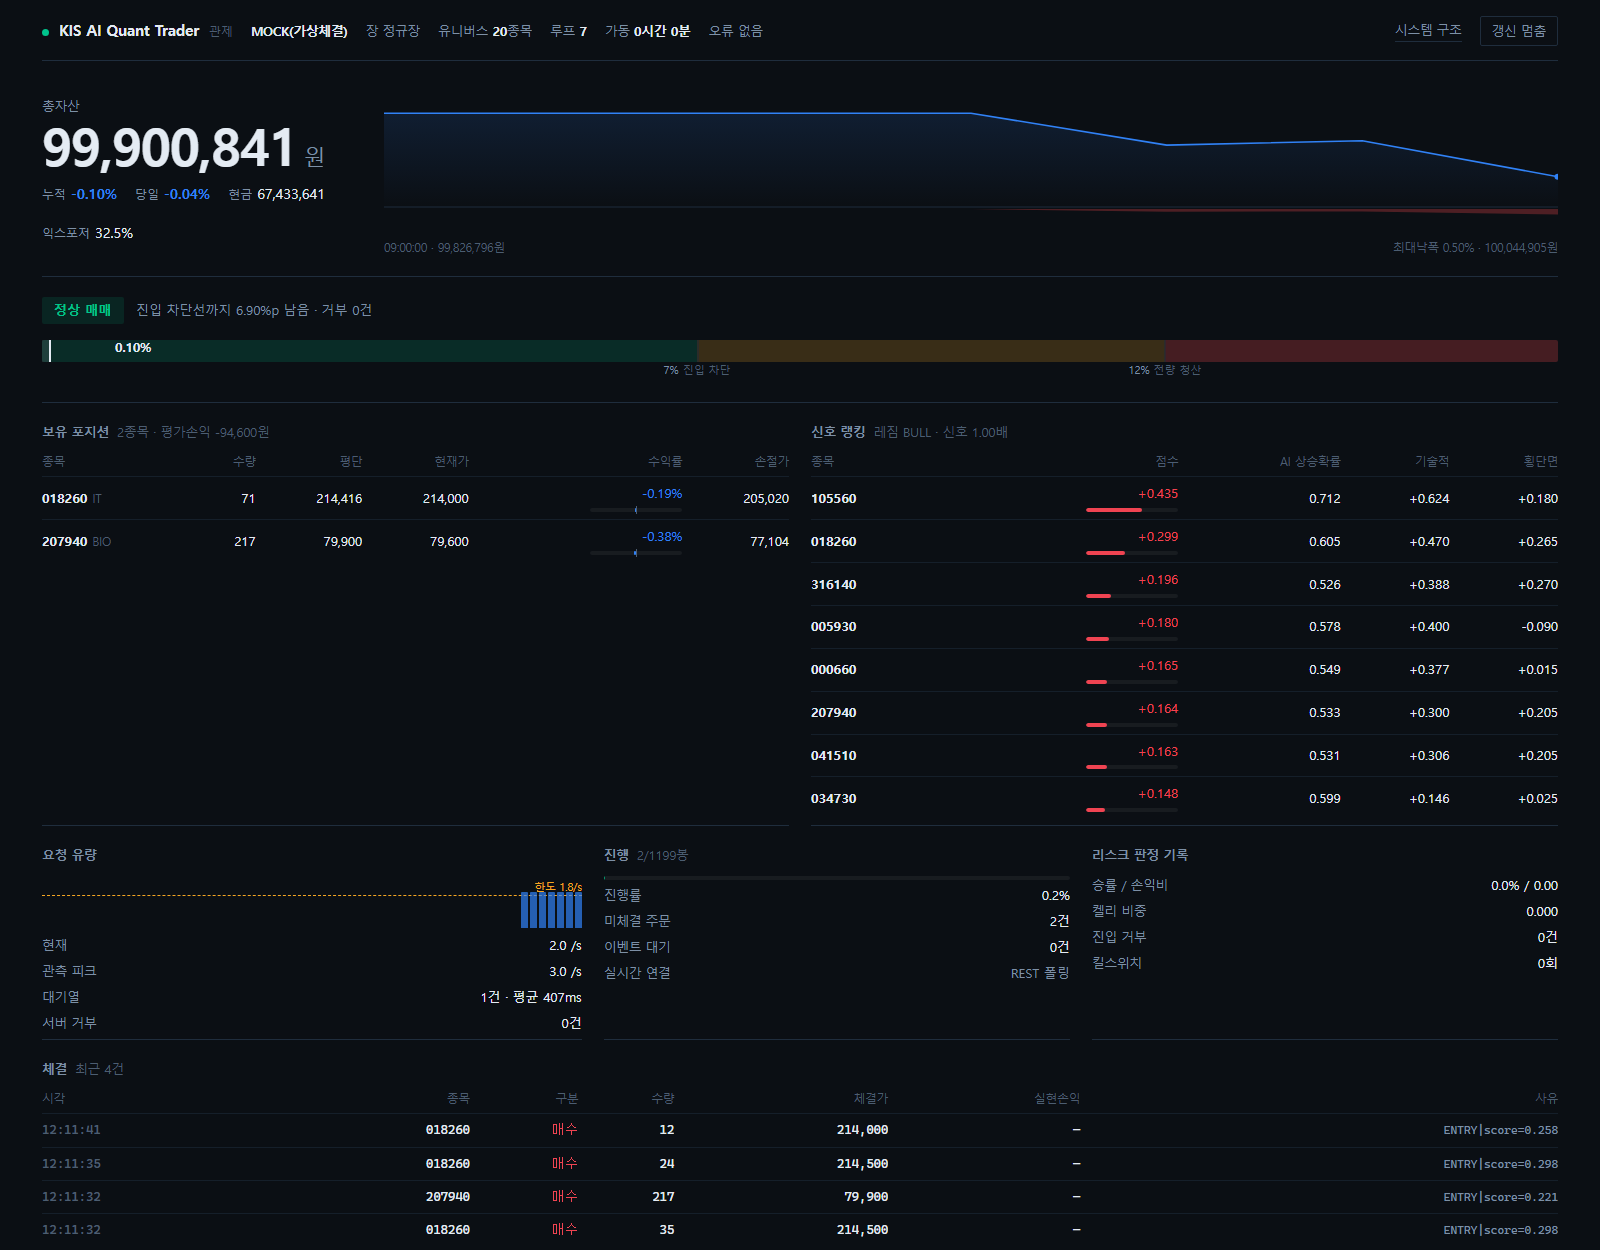 KIS AI Quant Trader 관제 MOCK(가상체결) 장 정규장 유니버스 20종목 루프 7 가동 0시간 0분 오류 없음 시스템 구조 갱신 멈춤
총자산
99,900,841 원
누적 -0.10% 당일 -0.04% 현금 67,433,641
익스포저 32.5%
09:00:00 · 99,826,796원 최대낙폭 0.50% · 100,044,905원
정상 매매 진입 차단선까지 6.90%p 남음 · 거부 0건
0.10%
7% 진입 차단 12% 전량 청산
보유 포지션 2종목 · 평가손익 -94,600원
종목 수량 평단 현재가 수익률 손절가
018260 IT 71 214,416 214,000 -0.19% 205,020
207940 BIO 217 79,900 79,600 -0.38% 77,104
신호 랭킹 레짐 BULL · 신호 1.00배
종목 점수 AI 상승확률 기술적 횡단면
105560 +0.435 0.712 +0.624 +0.180
018260 +0.299 0.605 +0.470 +0.265
316140 +0.196 0.526 +0.388 +0.270
005930 +0.180 0.578 +0.400 -0.090
000660 +0.165 0.549 +0.377 +0.015
207940 +0.164 0.533 +0.300 +0.205
041510 +0.163 0.531 +0.306 +0.205
034730 +0.148 0.599 +0.146 +0.025
요청 유량
한도 1.8/s
현재 2.0 /s
관측 피크 3.0 /s
대기열 1건 · 평균 407ms
서버 거부 0건
진행 2/1199봉
진행률 0.2%
미체결 주문 2건
이벤트 대기 0건
실시간 연결 REST 폴링
리스크 판정 기록
승률 / 손익비 0.0% / 0.00
켈리 비중 0.000
진입 거부 0건
킬스위치 0회
체결 최근 4건
시각 종목 구분 수량 체결가 실현손익 사유
12:11:41 018260 매수 12 214,000 — ENTRY|score=0.258
12:11:35 018260 매수 24 214,500 — ENTRY|score=0.298
12:11:32 207940 매수 217 79,900 — ENTRY|score=0.221
12:11:32 018260 매수 35 214,500 — ENTRY|score=0.298